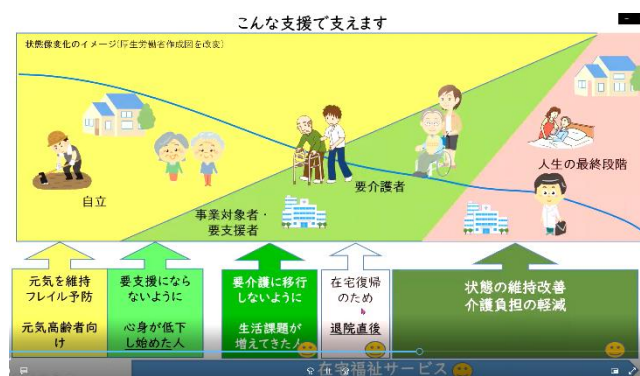 こんな支援で支えます
状態像変化のイメージ(厚生労働省作成図を改変)
自立
事業対象者・
要支援者
要介護者
人生の最終段階
元気を維持
フレイル予防
元気高齢者向
け
要支援になら
ないように
心身が低下
し始めた人
要介護に移行
しないように
生活課題が
増えてきた人
在宅復帰
のため
退院直後
状態の維持改善
介護負担の軽減
在宅福祉サービス